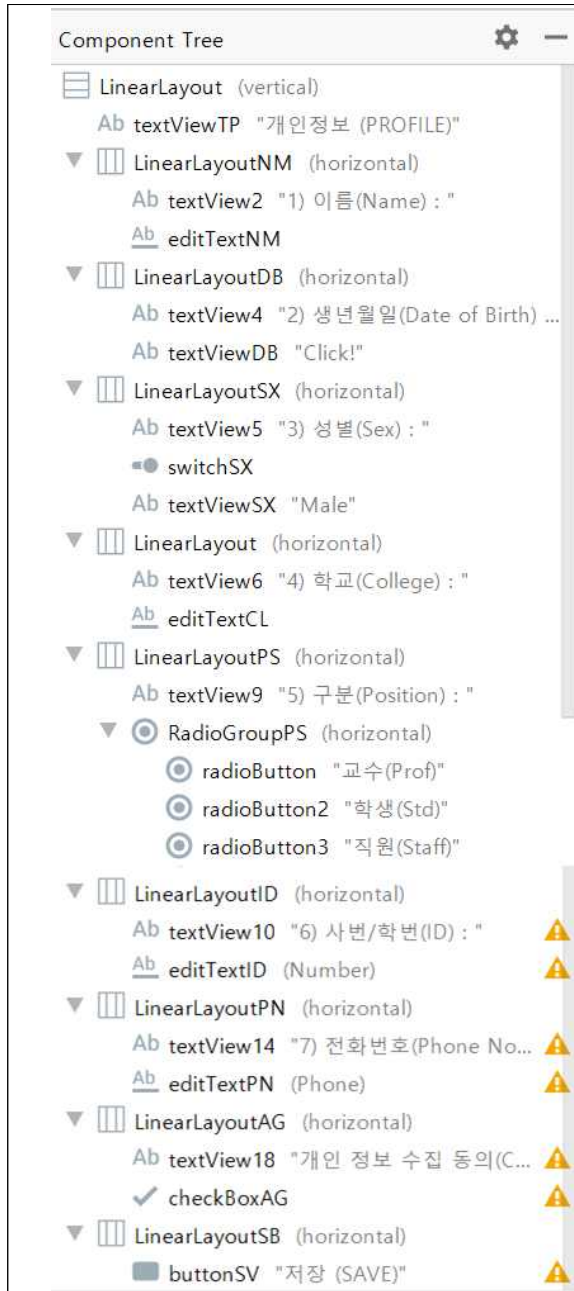 Component Tree
LinearLayout (vertical)
Ab textViewTP "개인정보 (PROFILE)"
LinearLayoutNM (horizontal)
Ab textView2 "1) 이름(Name) : "
Ab editTextNM
LinearLayoutDB (horizontal)
Ab textView4 "2) 생년월일(Date of Birth) ...
Ab textViewDB "Click!"
LinearLayoutSX (horizontal)
Ab textView5 "3) 성별(Sex) : "
switchSX
Ab textViewSX "Male"
LinearLayout (horizontal)
Ab textView6 "4) 학교(College) : "
Ab editTextCL
LinearLayoutPS (horizontal)
Ab textView9 "5) 구분(Position) : "
RadioGroupPS (horizontal)
radioButton "교수(Prof)"
radioButton2 "학생(Std)"
radioButton3 "직원(Staff)"
LinearLayoutID (horizontal)
Ab textView10 "6) 사번/학번(ID) : "
Ab editTextID (Number)
LinearLayoutPN (horizontal)
Ab textView14 "7) 전화번호(Phone No...
Ab editTextPN (Phone)
LinearLayoutAG (horizontal)
Ab textView18 "개인 정보 수집 동의(C...
checkBoxAG
LinearLayoutSB (horizontal)
buttonSV "저장 (SAVE)"